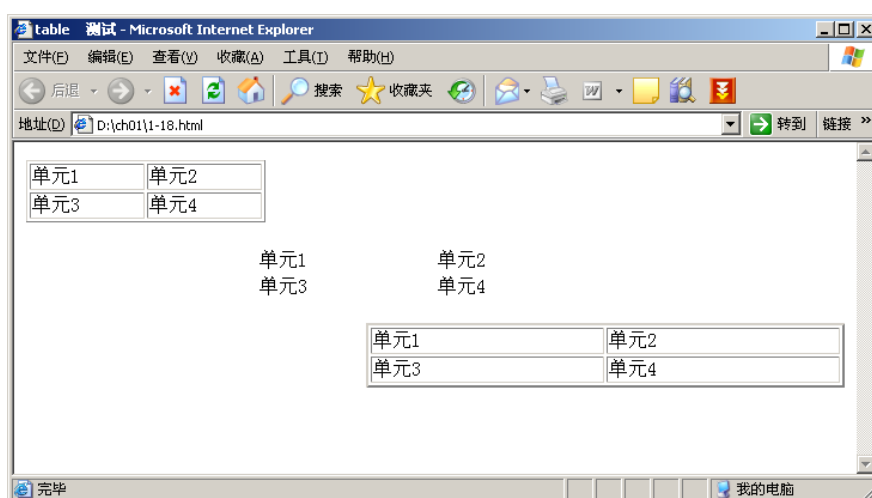 table 测试 - Microsoft Internet Explorer
文件(F) 编辑(E) 查看(V) 收藏(A) 工具(T) 帮助(H)
后退 搜索 收藏夹
地址(D) D:\ch01\1-18.html 转到 链接 »
单元1 单元2
单元3 单元4
单元1 单元2
单元3 单元4
单元1 单元2
单元3 单元4
完毕 我的电脑